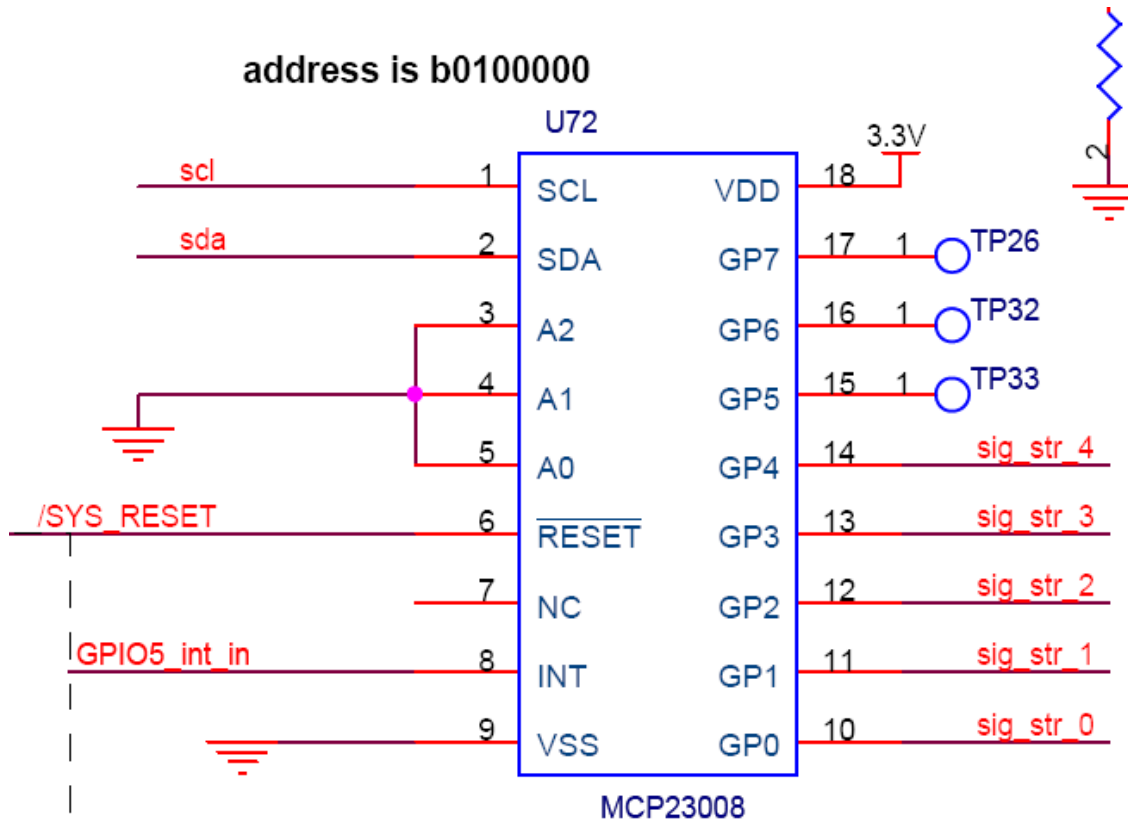 address is b0100000
U72
3.3V
2
scl 1 SCL VDD 18
sda 2 SDA GP7 17 1 TP26
3 A2 GP6 16 1 TP32
4 A1 GP5 15 1 TP33
5 A0 GP4 14 sig_str_4
/SYS_RESET 6 RESET GP3 13 sig_str_3
7 NC GP2 12 sig_str_2
GPIO5_int_in 8 INT GP1 11 sig_str_1
9 VSS GP0 10 sig_str_0
MCP23008